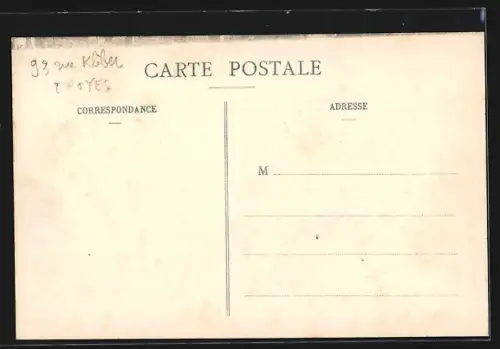 93 rue Kléber
TROYES
CARTE POSTALE
CORRESPONDANCE
ADRESSE
M